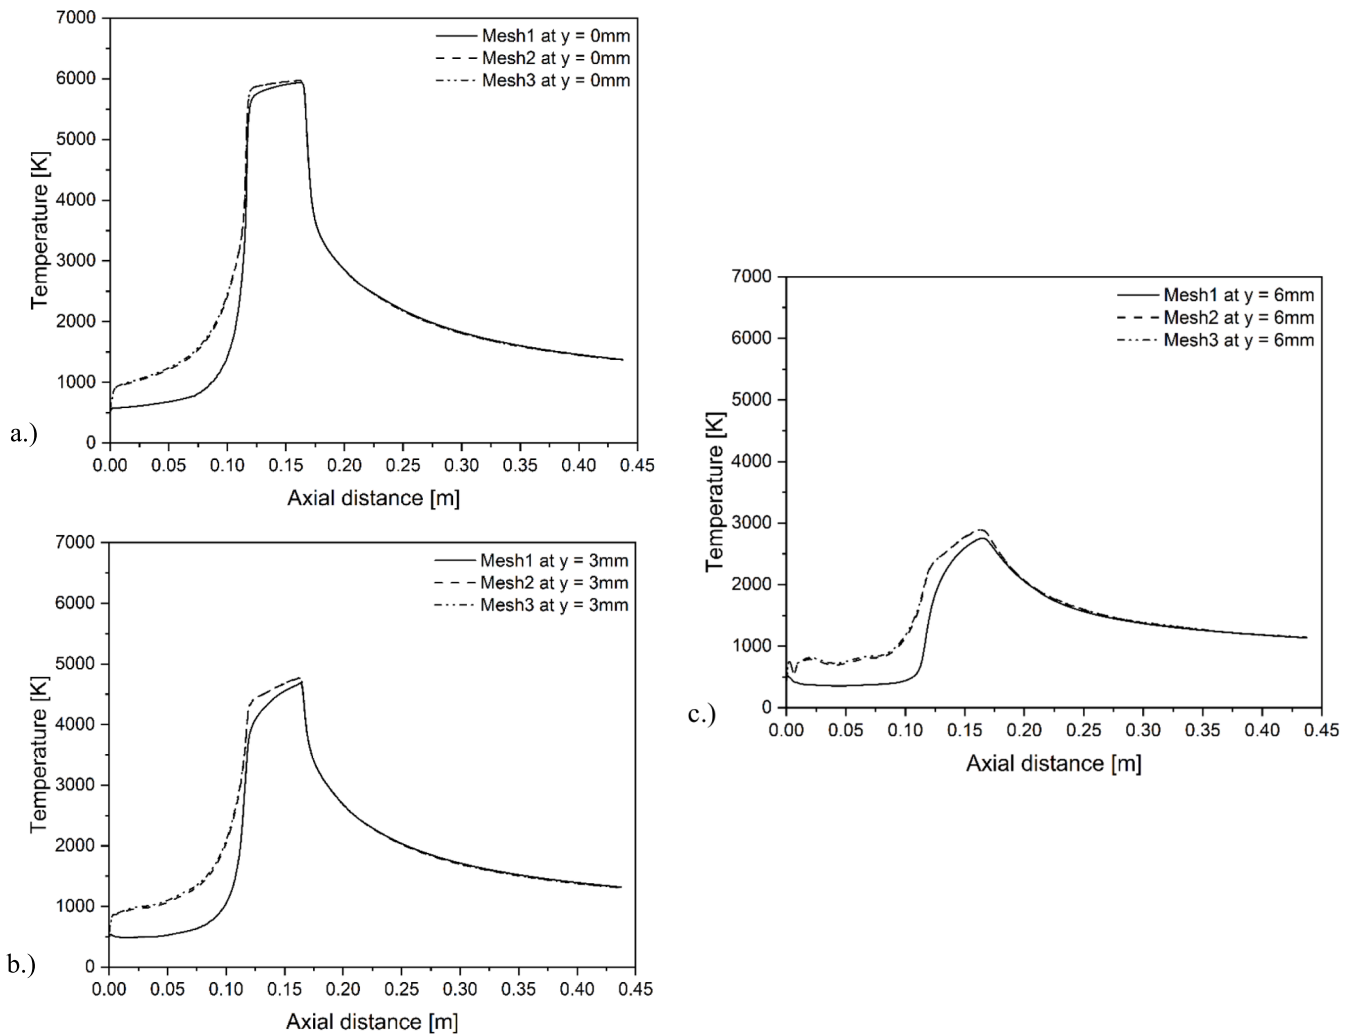 7000
6000
5000
4000
3000
2000
1000
0
Temperature [K]
Mesh1 at y = 0mm
Mesh2 at y = 0mm
Mesh3 at y = 0mm
0.00 0.05 0.10 0.15 0.20 0.25 0.30 0.35 0.40 0.45
Axial distance [m]
a.)
7000
6000
5000
4000
3000
2000
1000
0
Temperature [K]
Mesh1 at y = 3mm
Mesh2 at y = 3mm
Mesh3 at y = 3mm
0.00 0.05 0.10 0.15 0.20 0.25 0.30 0.35 0.40 0.45
Axial distance [m]
b.)
7000
6000
5000
4000
3000
2000
1000
0
Temperature [K]
Mesh1 at y = 6mm
Mesh2 at y = 6mm
Mesh3 at y = 6mm
0.00 0.05 0.10 0.15 0.20 0.25 0.30 0.35 0.40 0.45
Axial distance [m]
c.)